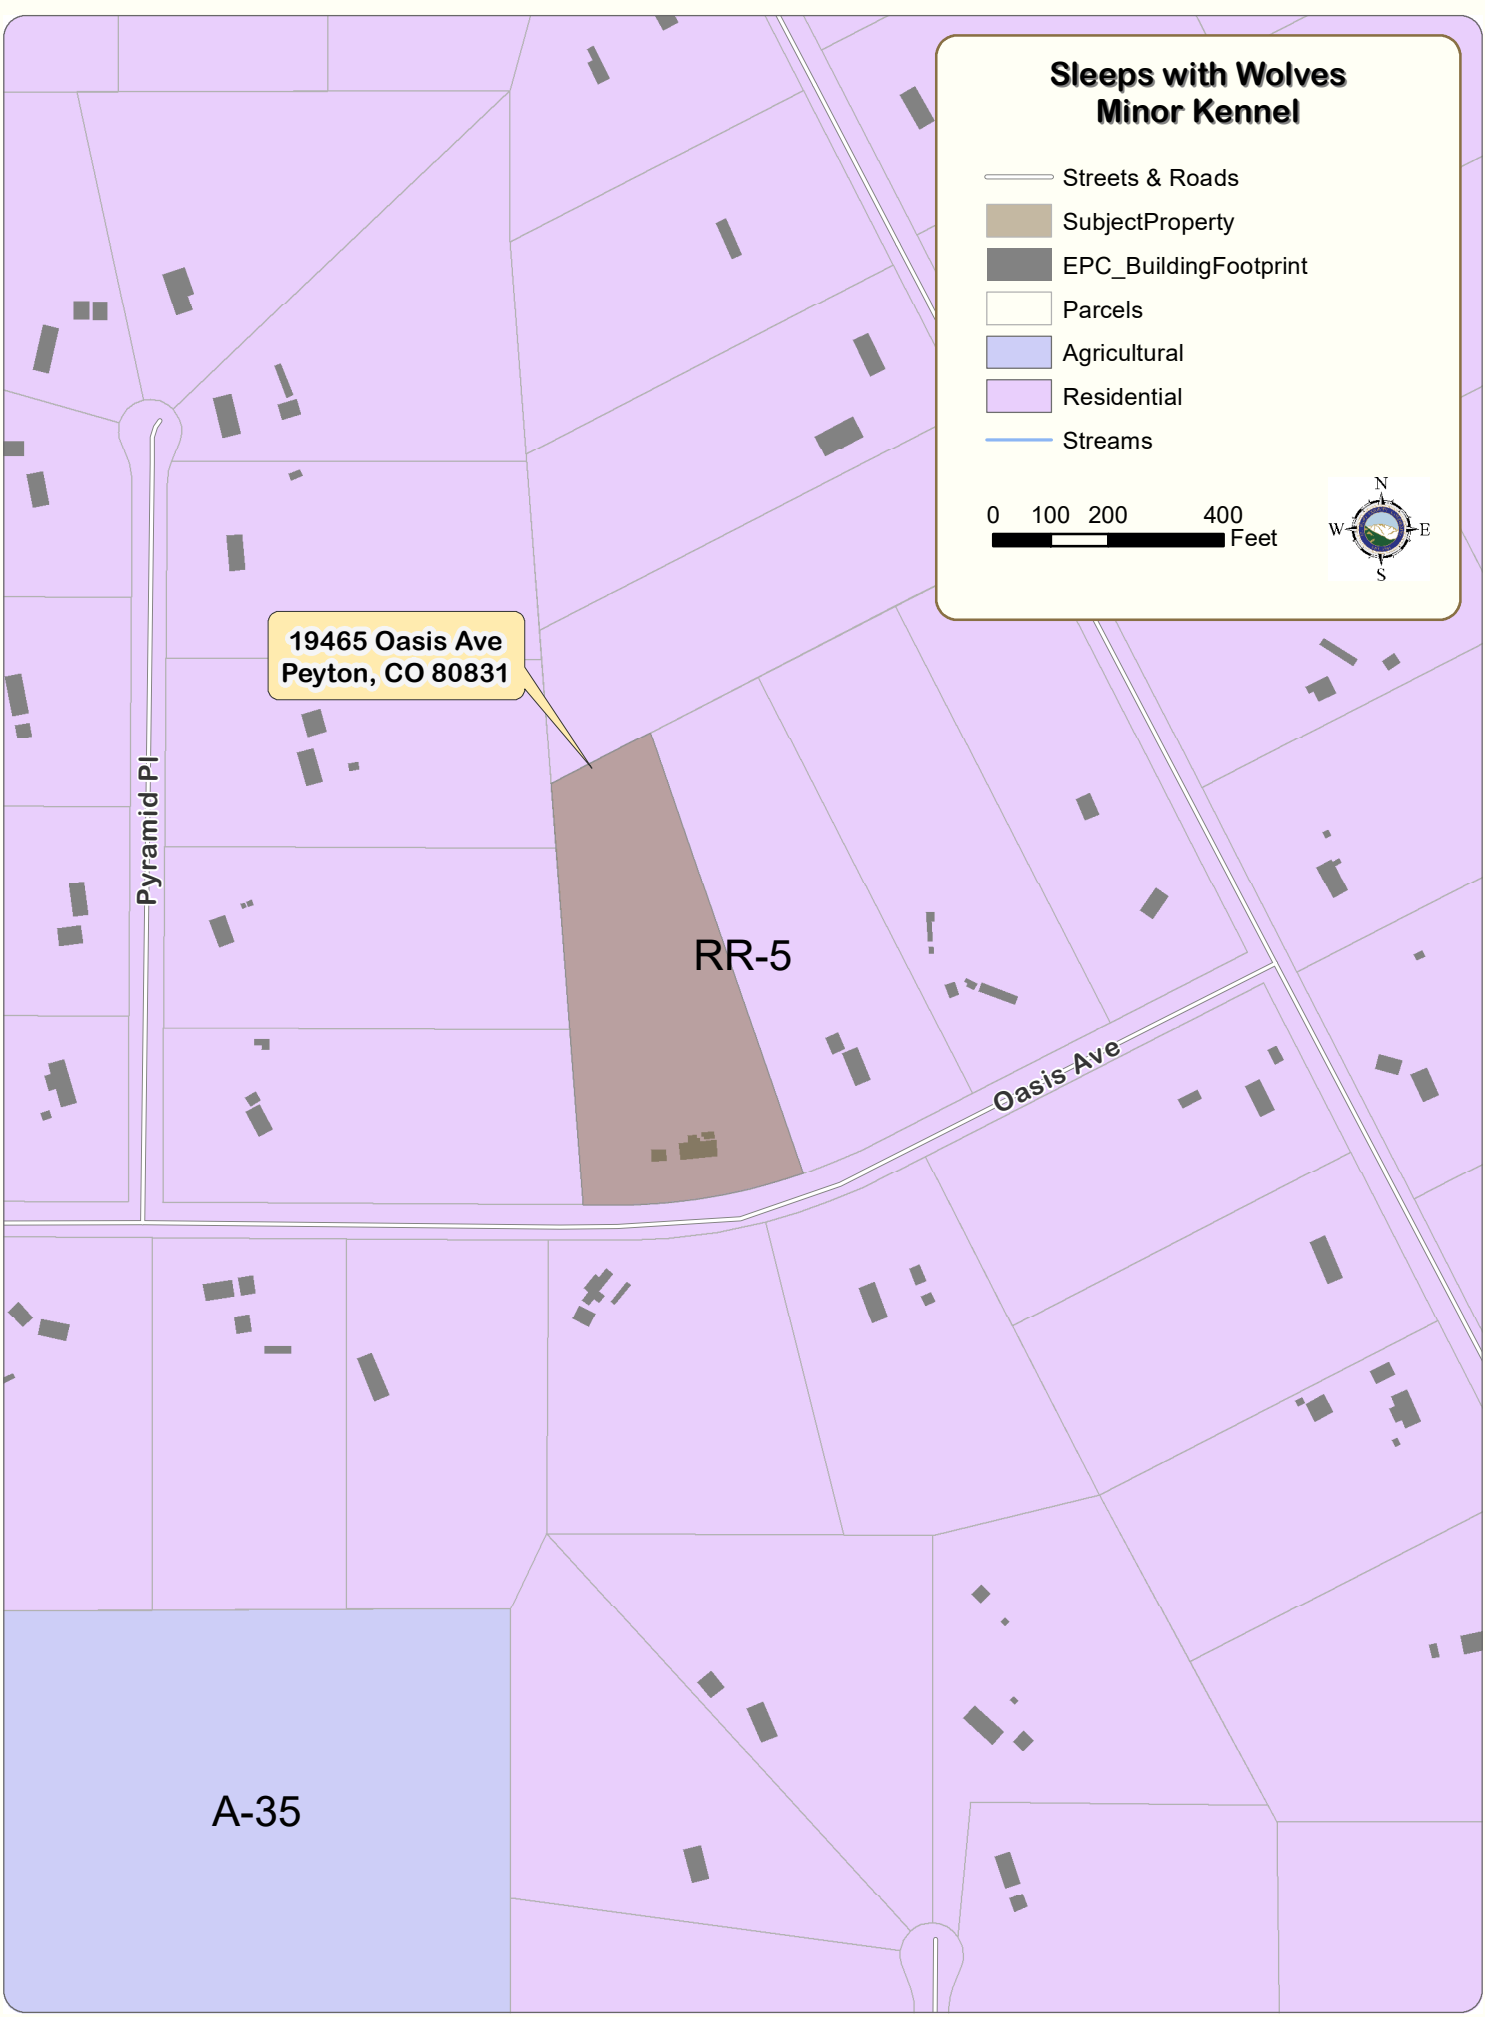 Sleeps with Wolves
Minor Kennel
Streets & Roads
SubjectProperty
EPC_BuildingFootprint
Parcels
Agricultural
Residential
Streams
0 100 200 400
Feet
N
W E
S
19465 Oasis Ave
Peyton, CO 80831
Pyramid Pl
RR-5
Oasis Ave
A-35